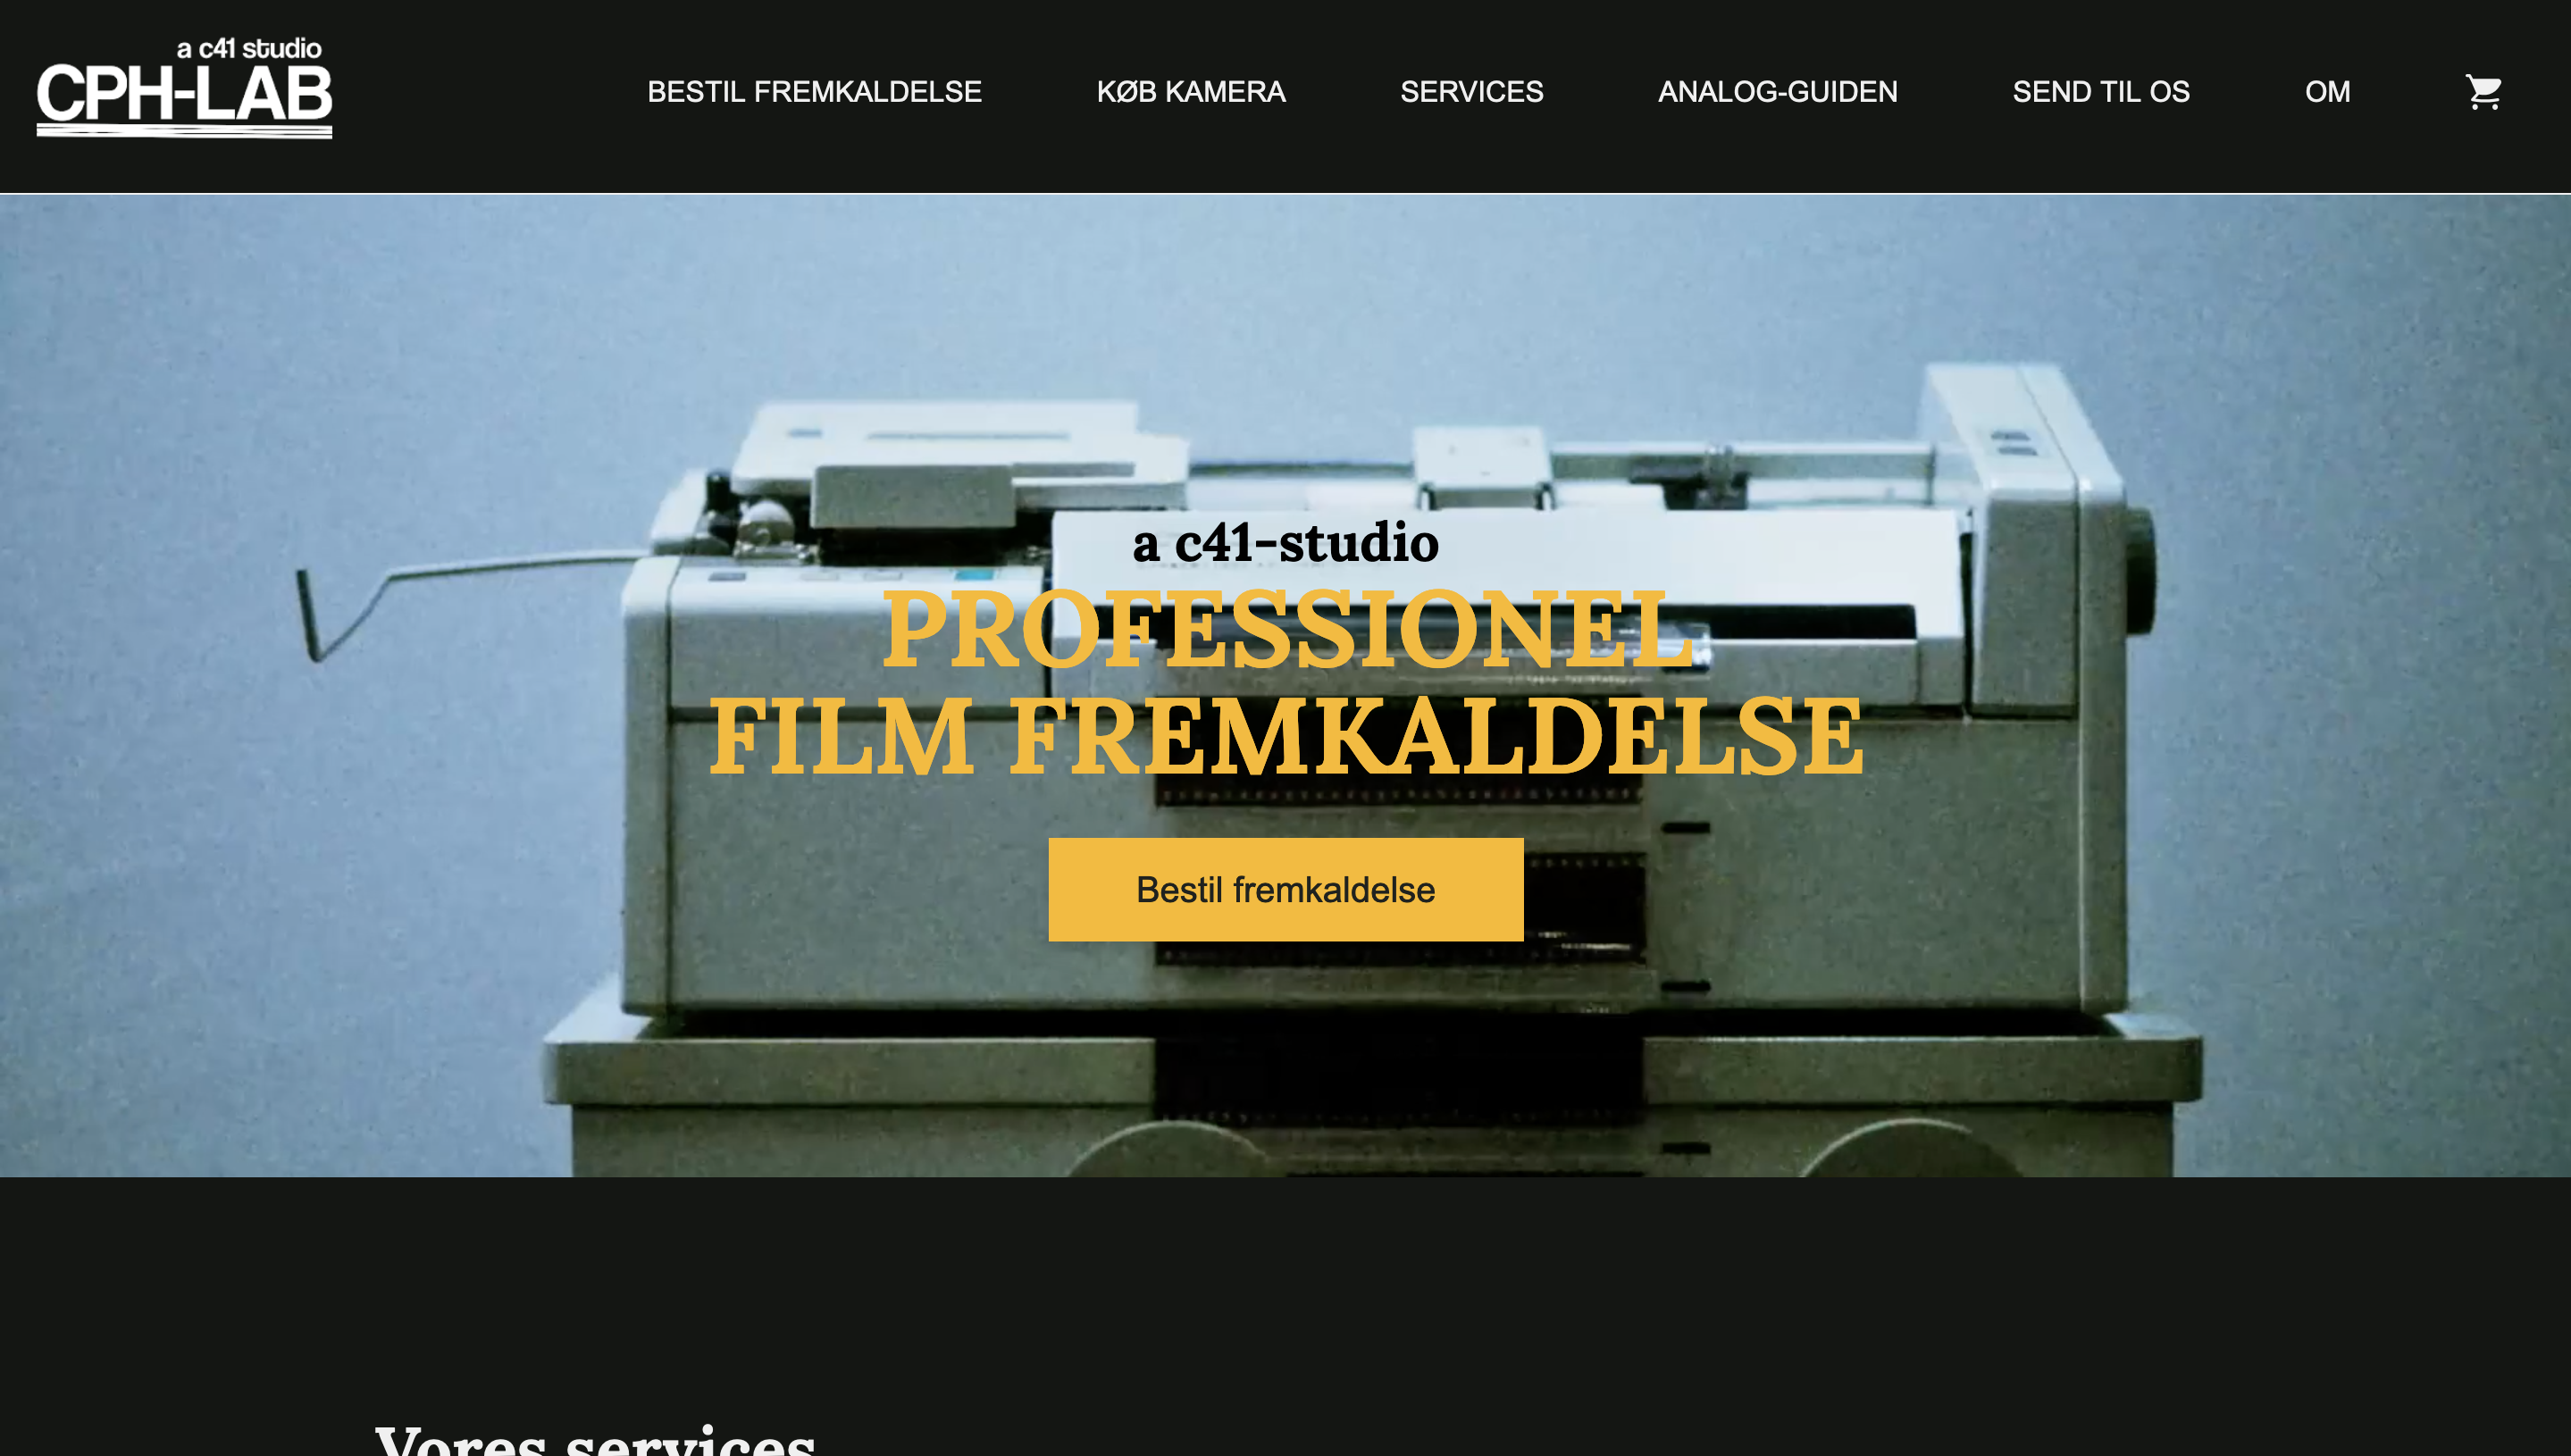 a c41 studio
CPH-LAB
BESTIL FREMKALDELSE KØB KAMERA SERVICES ANALOG-GUIDEN SEND TIL OS OM
a c41-studio
PROFESSIONEL
FILM FREMKALDELSE
Bestil fremkaldelse
Vores services